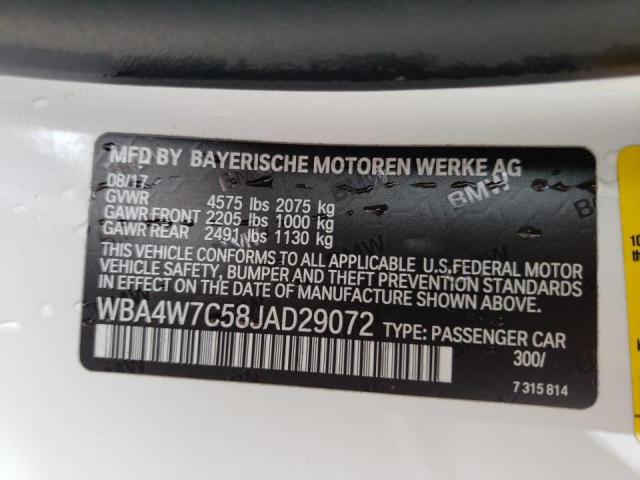 MFD BY BAYERISCHE MOTOREN WERKE AG
08/17
GVWR 4575 lbs 2075 kg
GAWR FRONT 2205 lbs 1000 kg
GAWR REAR 2491 lbs 1130 kg
BMW
THIS VEHICLE CONFORMS TO ALL APPLICABLE U.S.FEDERAL MOTOR
VEHICLE SAFETY, BUMPER AND THEFT PREVENTION STANDARDS
IN EFFECT ON THE DATE OF MANUFACTURE SHOWN ABOVE.
WBA4W7C58JAD29072 TYPE: PASSENGER CAR
300/
7 315 814